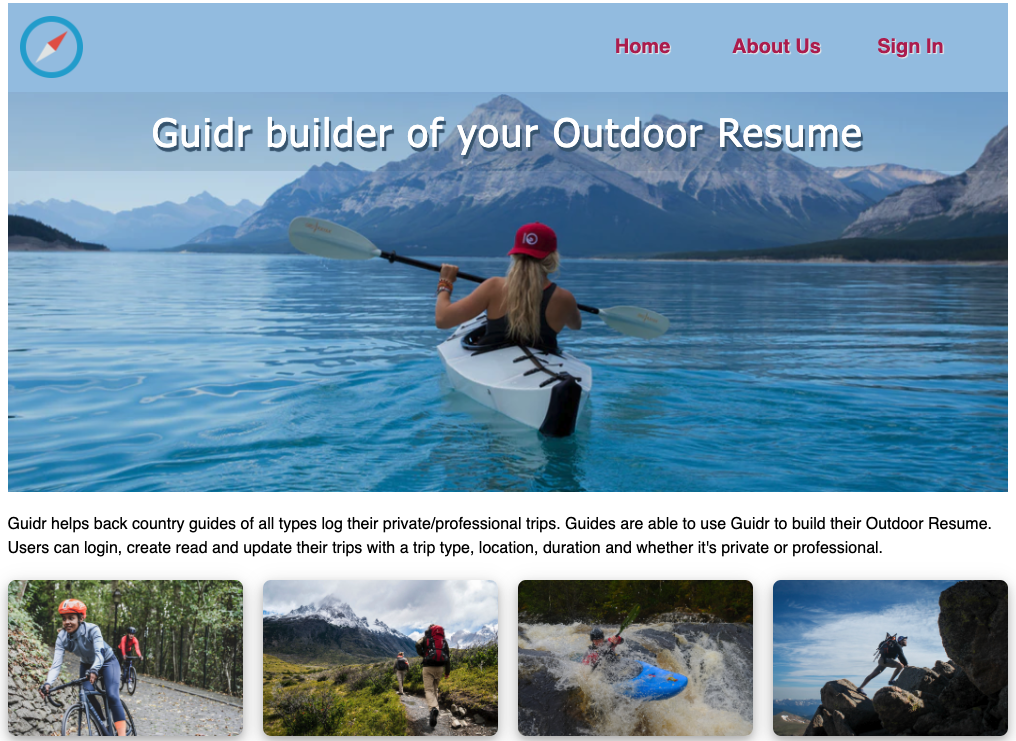 Home About Us Sign In
Guidr builder of your Outdoor Resume
Guidr helps back country guides of all types log their private/professional trips. Guides are able to use Guidr to build their Outdoor Resume.
Users can login, create read and update their trips with a trip type, location, duration and whether it's private or professional.